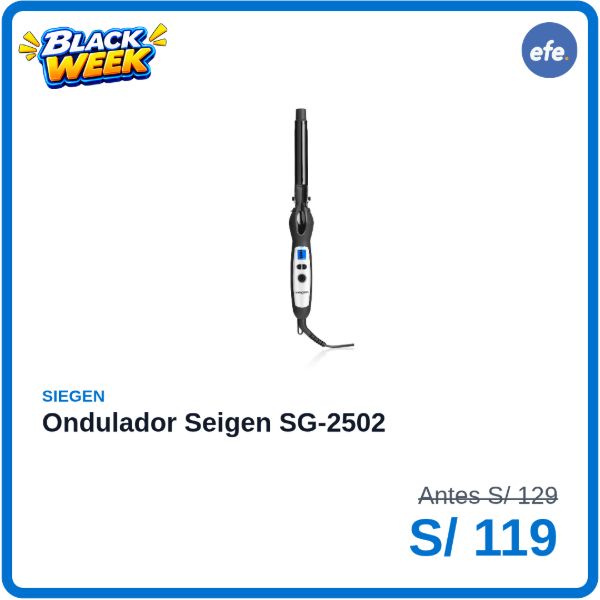 BLACK
WEEK
efe.
SIEGEN
Ondulador Seigen SG-2502
Antes S/ 129
S/ 119